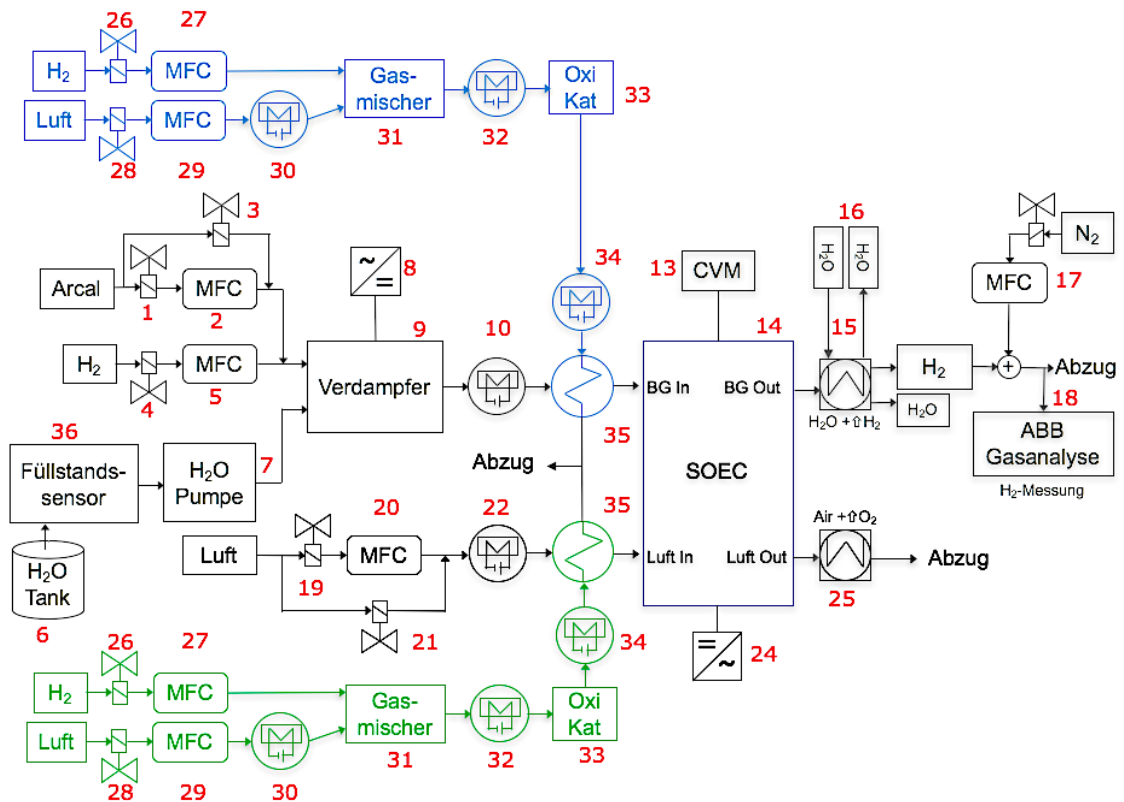 26 27
H₂ MFC
Gas-
mischer
Oxi
Kat
33
Luft MFC
31 32
28 29 30
3
16
8
34
13 CVM
H₂O H₂O
N₂
Arcal MFC
MFC 17
1 2
9 10
14 15
H₂ MFC
Verdampfer
BG In BG Out
H₂ + Abzug
4 5
H₂O
18
36
35
H₂O +⇧H₂
ABB
Gasanalyse
Füllstands-
sensor
H₂O
Pumpe
7
Abzug
SOEC
H₂-Messung
20 22 35
Air +⇧O₂
Luft MFC
Luft In Luft Out
Abzug
H₂O
Tank
19
25
6
21
34
24
26 27
H₂ MFC
Gas-
mischer
Oxi
Kat
Luft MFC
31 32 33
28 29 30